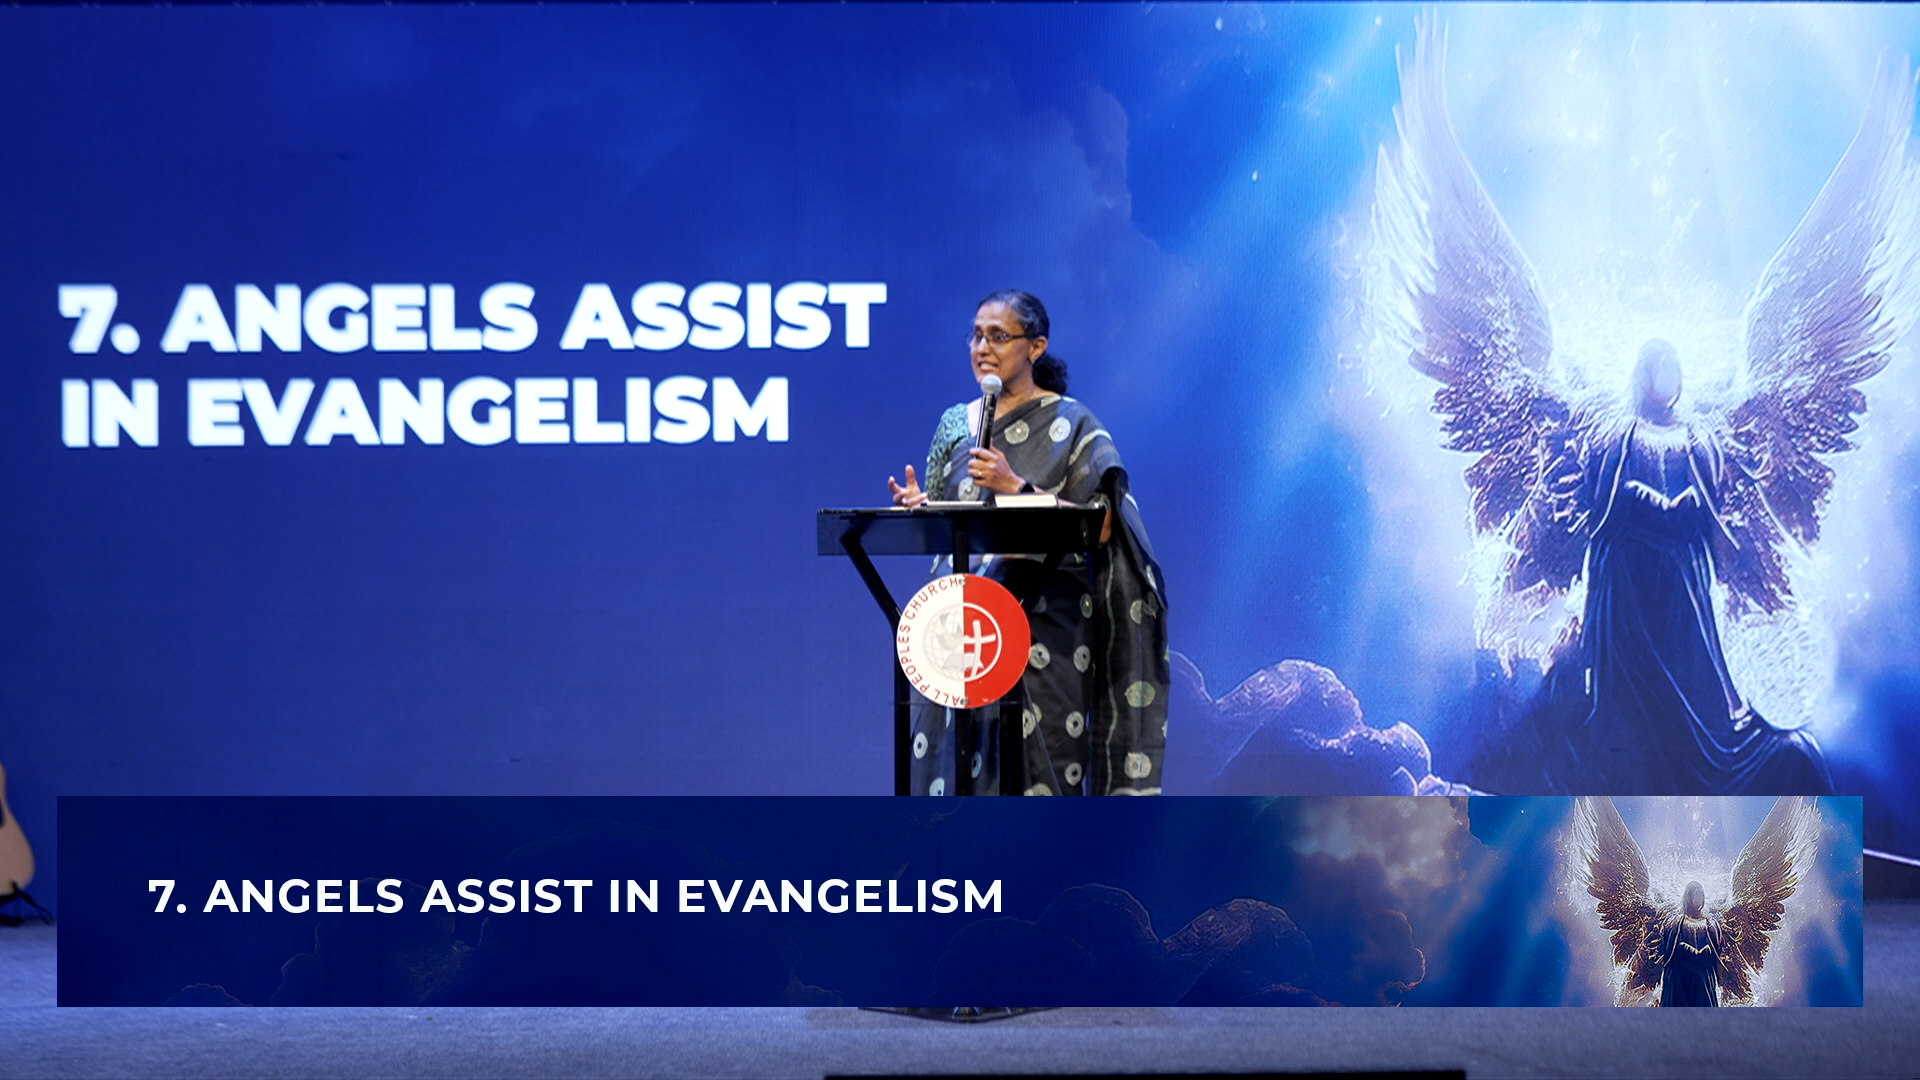 7. ANGELS ASSIST
IN EVANGELISM
ALL PEOPLES CHURCH
7. ANGELS ASSIST IN EVANGELISM